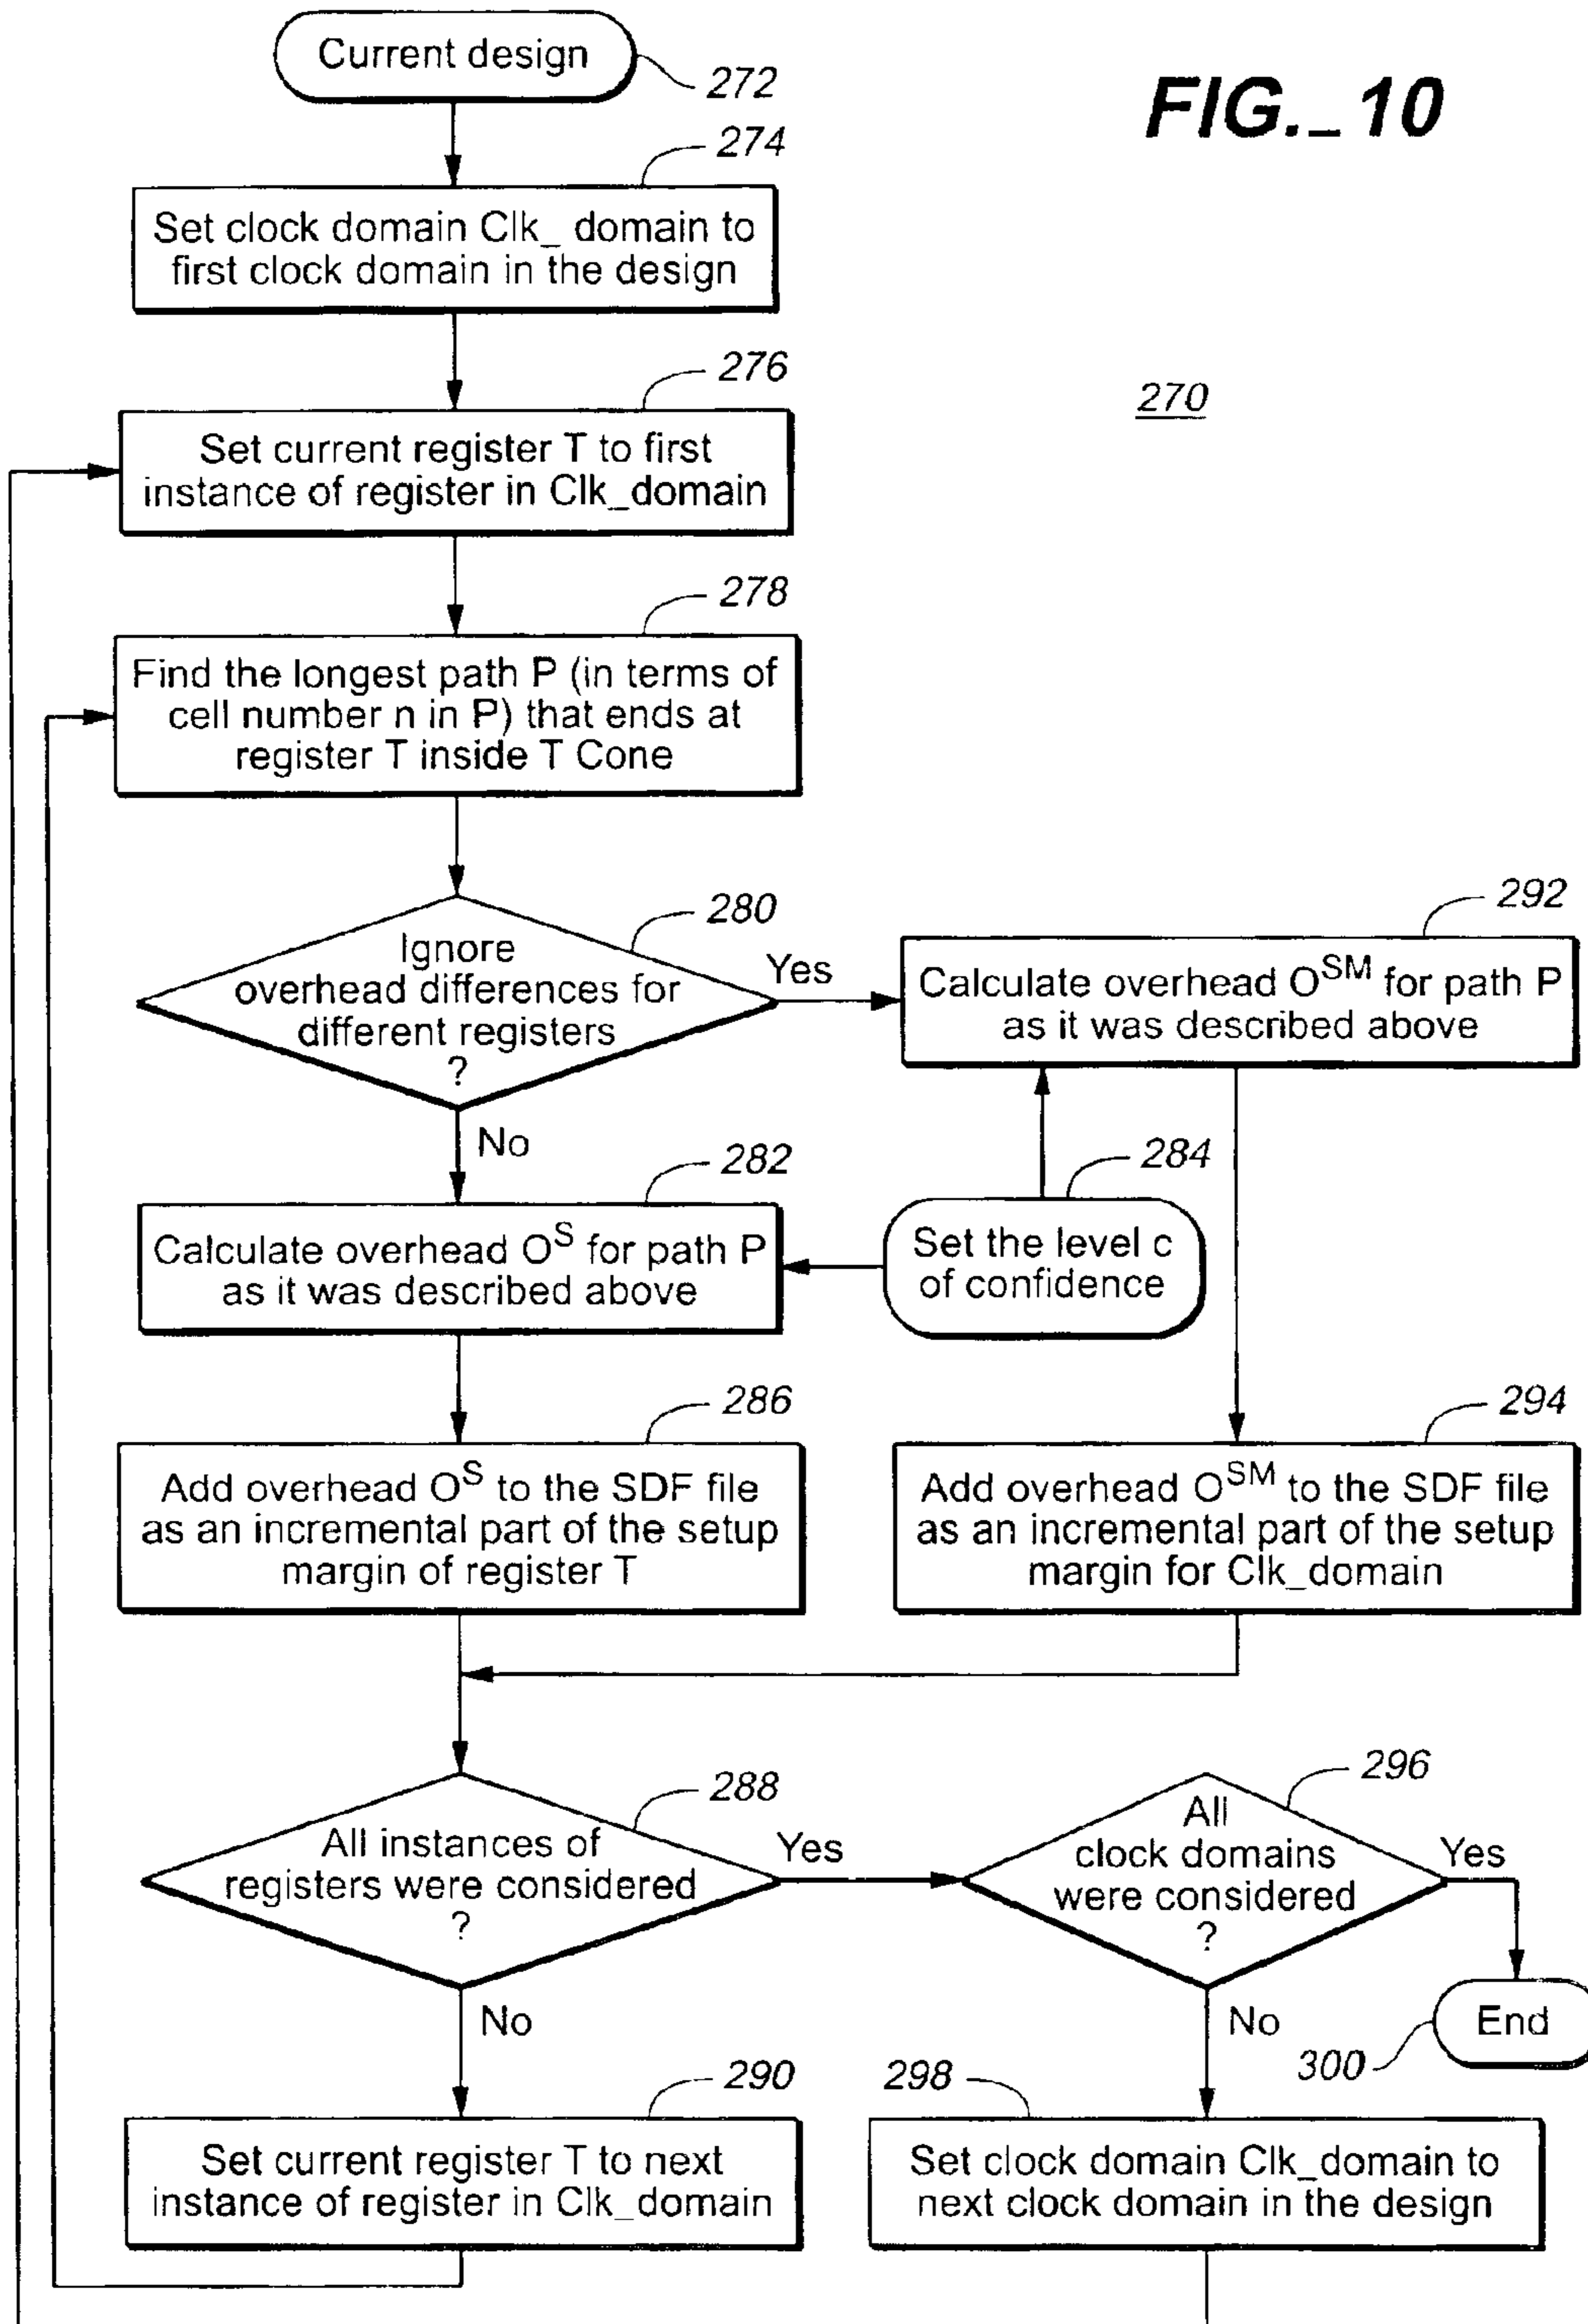 Current design
272
FIG._10
274
Set clock domain Clk_ domain to
first clock domain in the design
276
270
Set current register T to first
instance of register in Clk_domain
278
Find the longest path P (in terms of
cell number n in P) that ends at
register T inside T Cone
280
292
Ignore
overhead differences for
different registers
?
Yes
Calculate overhead O^SM for path P
as it was described above
No
282
284
Calculate overhead O^S for path P
as it was described above
Set the level c
of confidence
286
294
Add overhead O^S to the SDF file
as an incremental part of the setup
margin of register T
Add overhead O^SM to the SDF file
as an incremental part of the setup
margin for Clk_domain
288
296
All instances of
registers were considered
?
Yes
All
clock domains
were considered
?
Yes
No
No
End
300
290
298
Set current register T to next
instance of register in Clk_domain
Set clock domain Clk_domain to
next clock domain in the design